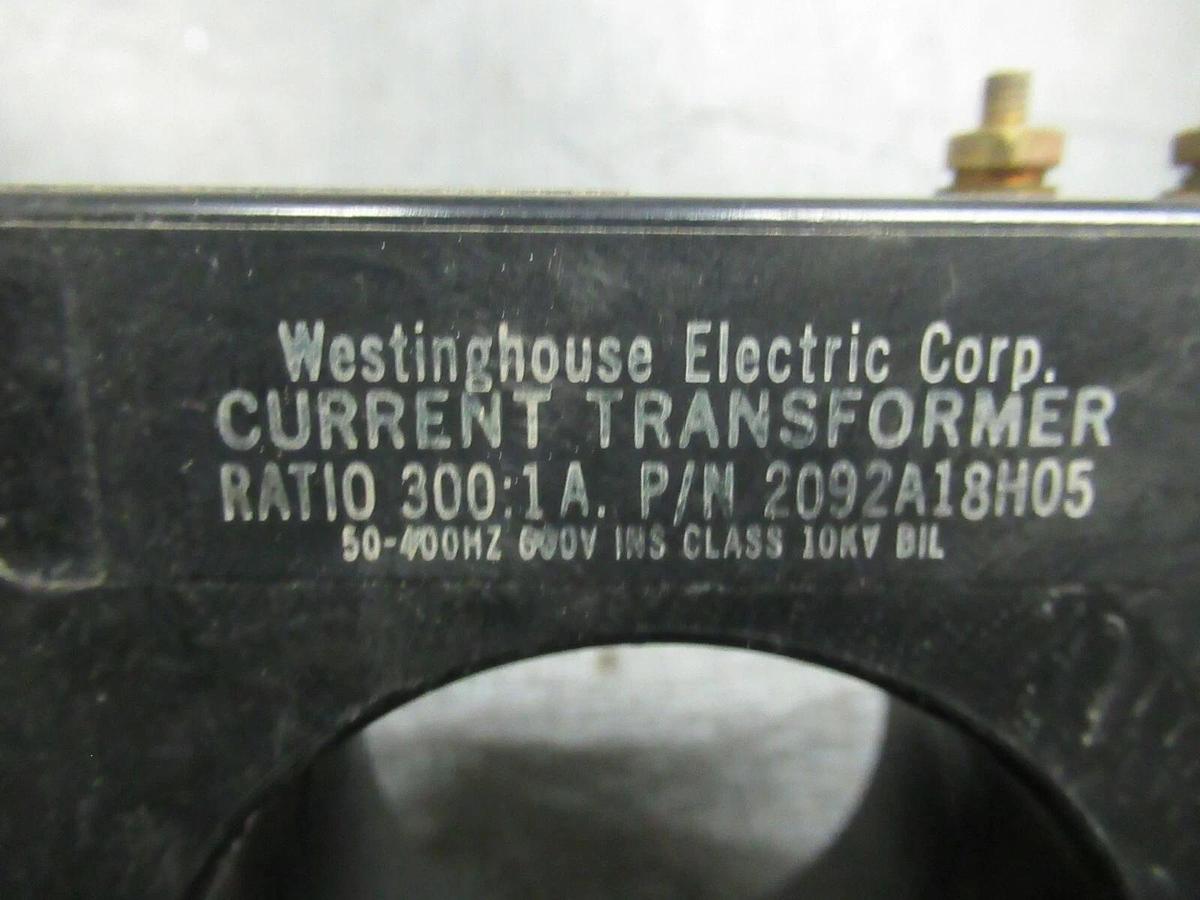 Westinghouse Electric Corp.
CURRENT TRANSFORMER
RATIO 300:1A. P/N 2092A18H05
50-400HZ 600V INS CLASS 10KV BIL